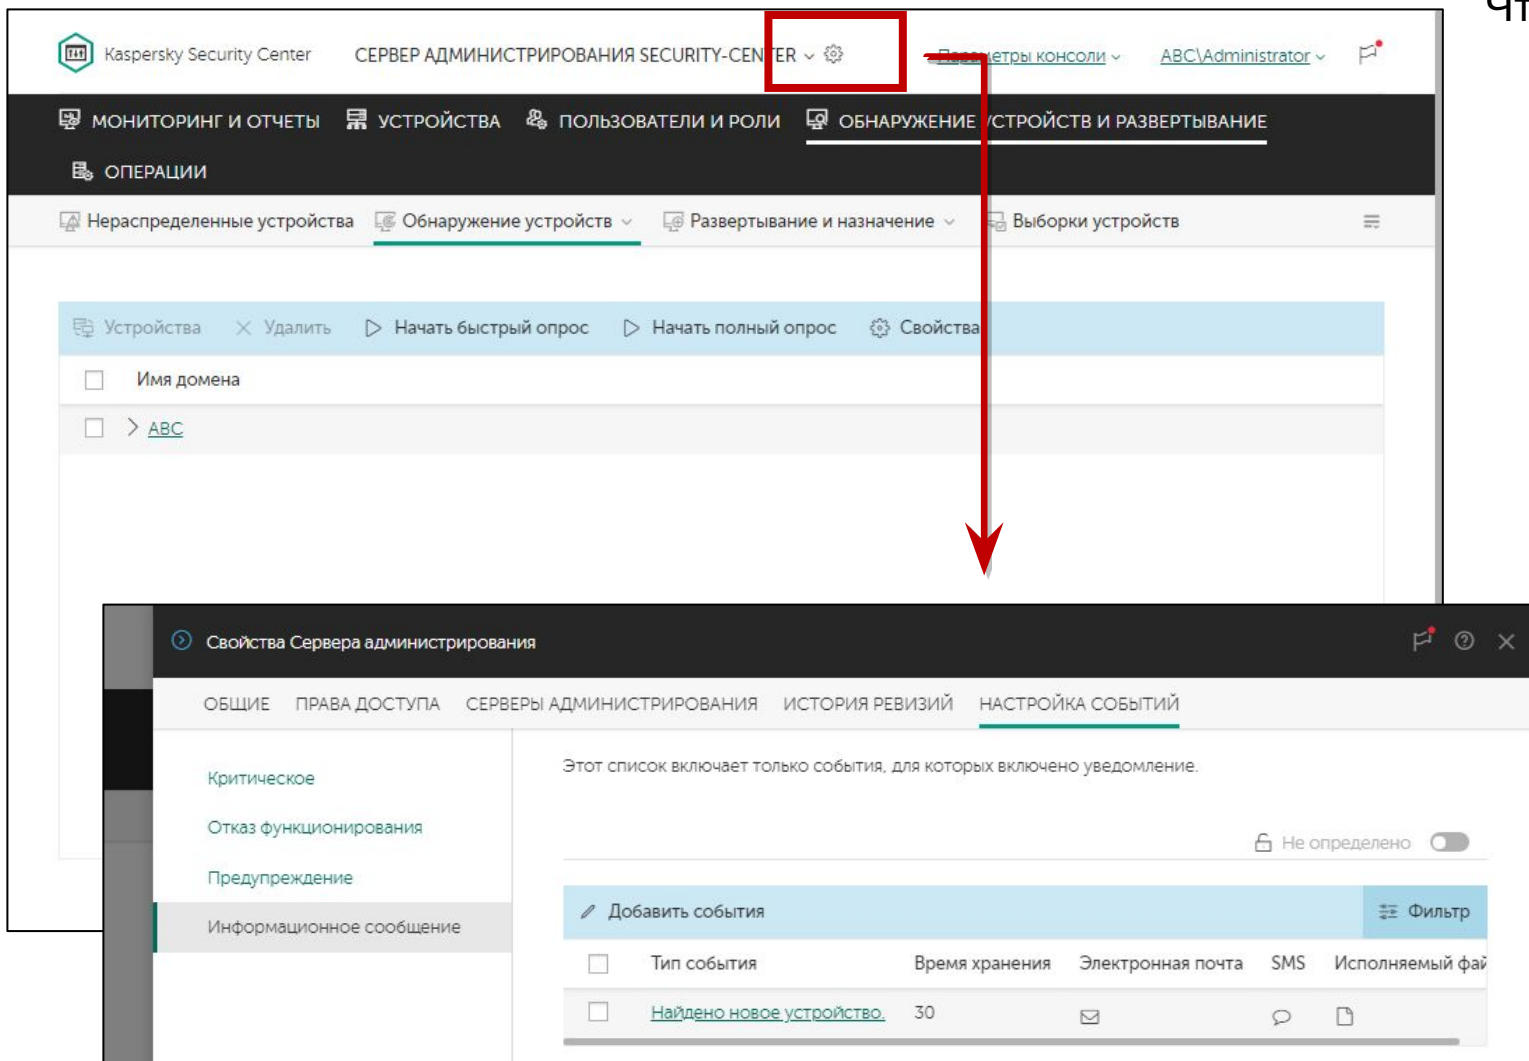 Чт
Kaspersky Security Center СЕРВЕР АДМИНИСТРИРОВАНИЯ SECURITY-CENTER Параметры консоли ABC\Administrator
МОНИТОРИНГ И ОТЧЕТЫ УСТРОЙСТВА ПОЛЬЗОВАТЕЛИ И РОЛИ ОБНАРУЖЕНИЕ УСТРОЙСТВ И РАЗВЕРТЫВАНИЕ
ОПЕРАЦИИ
Нераспределенные устройства Обнаружение устройств Развертывание и назначение Выборки устройств
Устройства Удалить Начать быстрый опрос Начать полный опрос Свойства
Имя домена
ABC
Свойства Сервера администрирования
ОБЩИЕ ПРАВА ДОСТУПА СЕРВЕРЫ АДМИНИСТРИРОВАНИЯ ИСТОРИЯ РЕВИЗИЙ НАСТРОЙКА СОБЫТИЙ
Этот список включает только события, для которых включено уведомление.
Критическое
Отказ функционирования
Не определено
Предупреждение
Добавить события Фильтр
Информационное сообщение
Тип события Время хранения Электронная почта SMS Исполняемый фай
Найдено новое устройство. 30